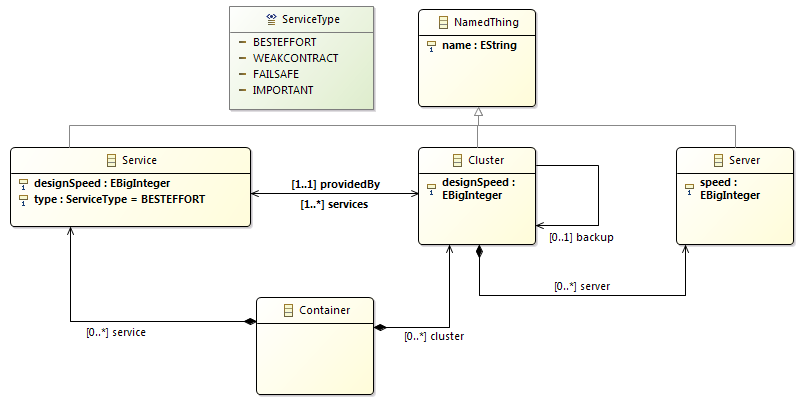 ServiceType
BESTEFFORT
WEAKCONTRACT
FAILSAFE
IMPORTANT
NamedThing
name : EString
Service
designSpeed : EBigInteger
type : ServiceType = BESTEFFORT
[1..1] providedBy
[1..*] services
Cluster
designSpeed :
EBigInteger
[0..1] backup
Server
speed :
EBigInteger
[0..*] server
Container
[0..*] service
[0..*] cluster